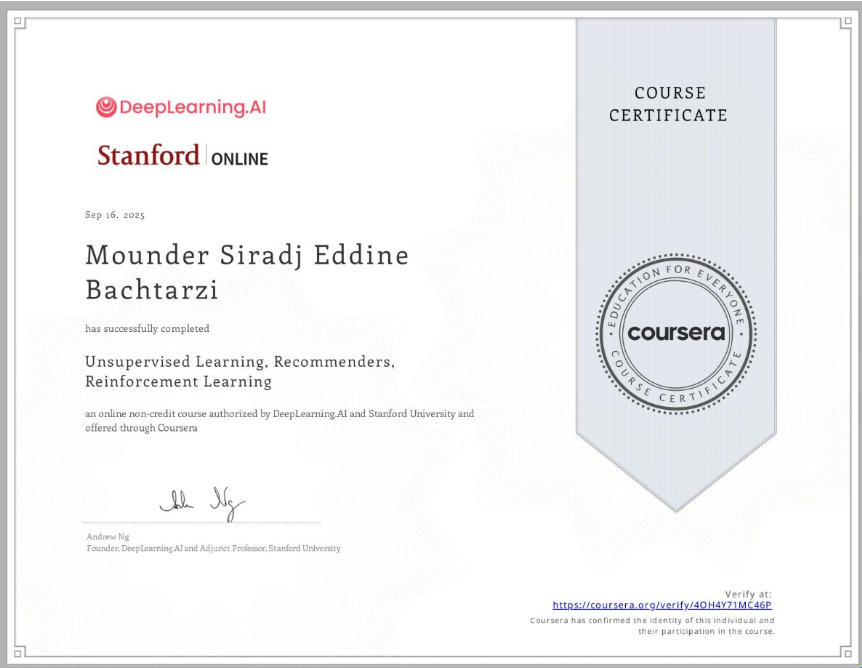 COURSE
CERTIFICATE
DeepLearning.AI
Stanford ONLINE
Sep 16, 2025
Mounder Siradj Eddine
Bachtarzi
has successfully completed
Unsupervised Learning, Recommenders,
Reinforcement Learning
an online non-credit course authorized by DeepLearning.AI and Stanford University and
offered through Coursera
EDUCATION FOR EVERYONE
coursera
COURSE CERTIFICATE
Andrew Ng
Founder, DeepLearning.AI and Adjunct Professor, Stanford University
Verify at:
https://coursera.org/verify/4OH4Y71MC46P
Coursera has confirmed the identity of this individual and
their participation in the course.